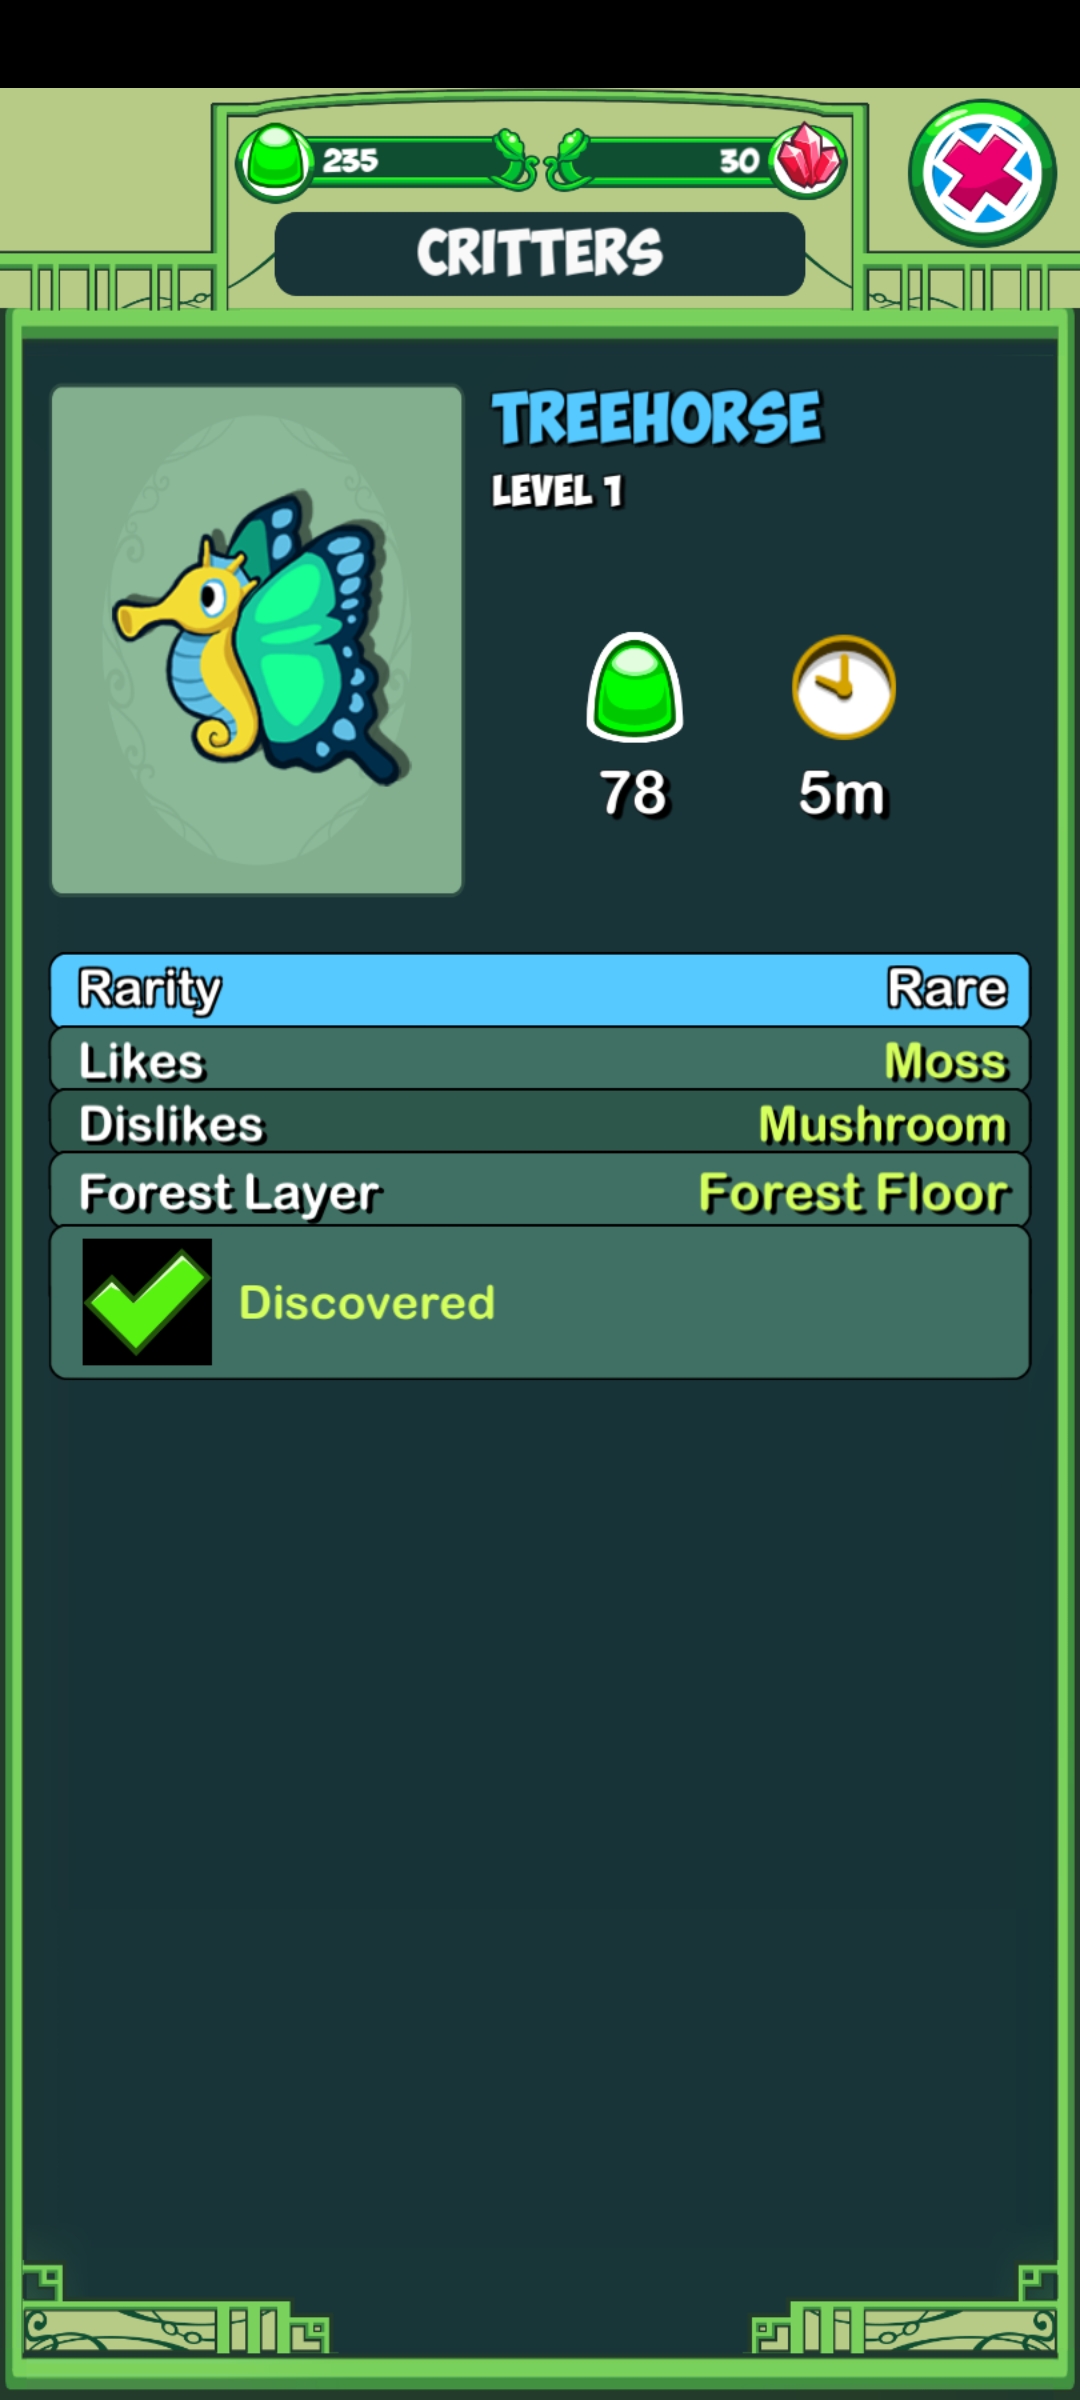 235
30
CRITTERS
TREEHORSE
LEVEL 1
78
5m
Rarity Rare
Likes Moss
Dislikes Mushroom
Forest Layer Forest Floor
Discovered